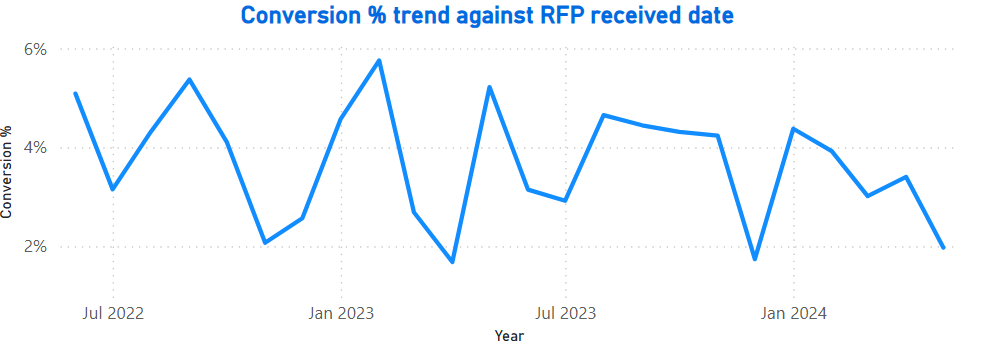 Conversion % trend against RFP received date
6%
4%
2%
Conversion %
Jul 2022
Jan 2023
Jul 2023
Jan 2024
Year